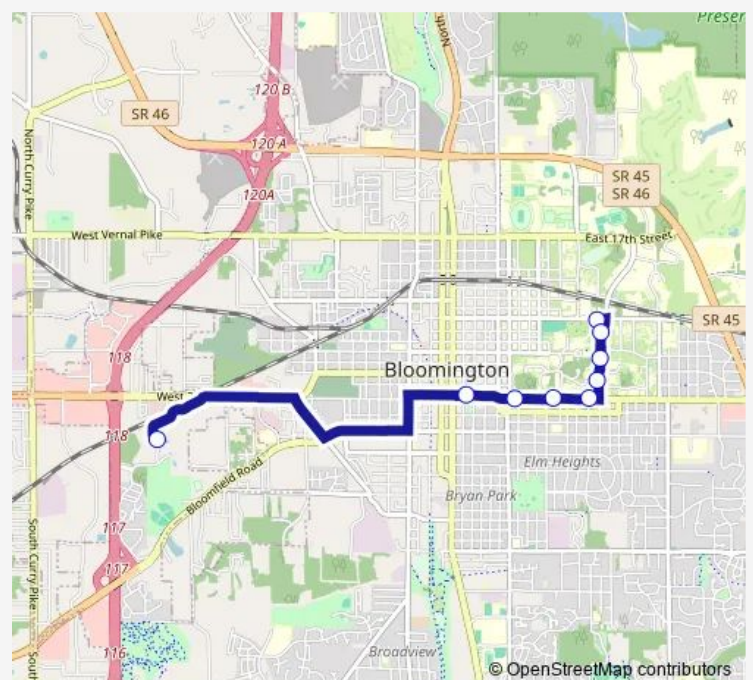 Preser
North
120 B
SR 46
120 A
120A
North Curry Pike
SR 45
SR 46
West Vernal Pike
East 17th Street
SR 45
118
Bloomington
West
118
Elm Heights
Bloomfield Road
Bryan Park
117
South Curry Pike
117
Broadview
116
South
© OpenStreetMap contributors